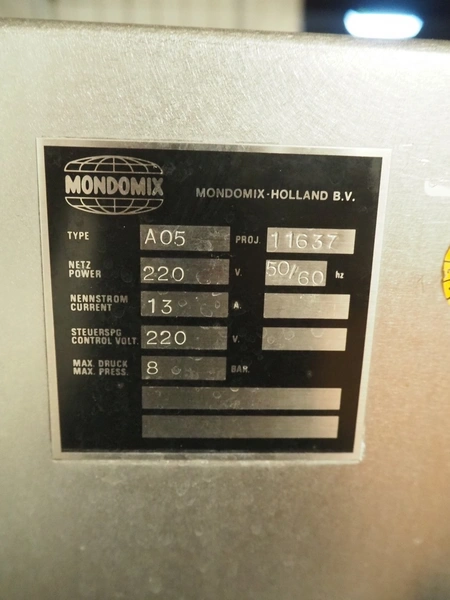 MONDOMIX
MONDOMIX-HOLLAND B.V.
TYPE A05 PROJ. 11637
NETZ
POWER 220 V. 50/60 hz
NENNSTROM
CURRENT 13 A.
STEUERSPG
CONTROL VOLT. 220 V.
MAX. DRUCK
MAX. PRESS. 8 BAR.